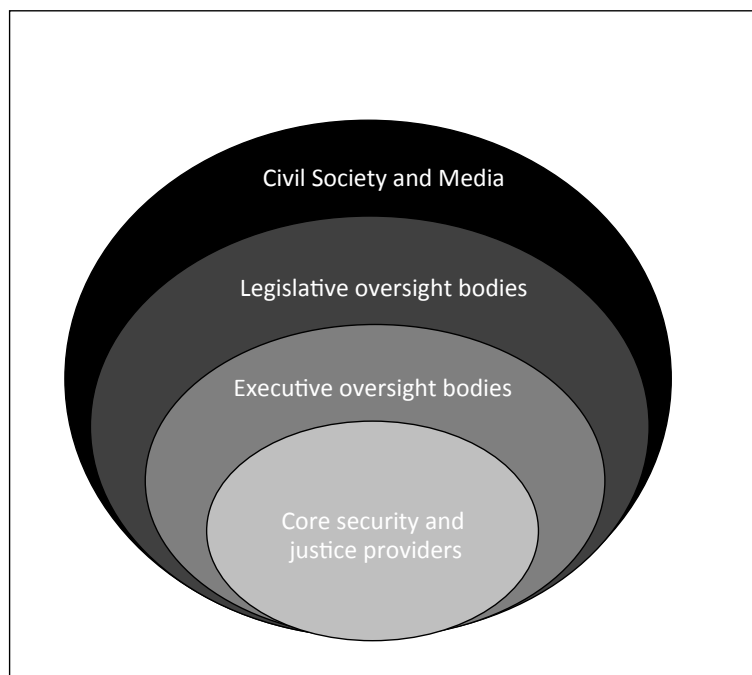 Civil Society and Media
Legislative oversight bodies
Executive oversight bodies
Core security and
justice providers